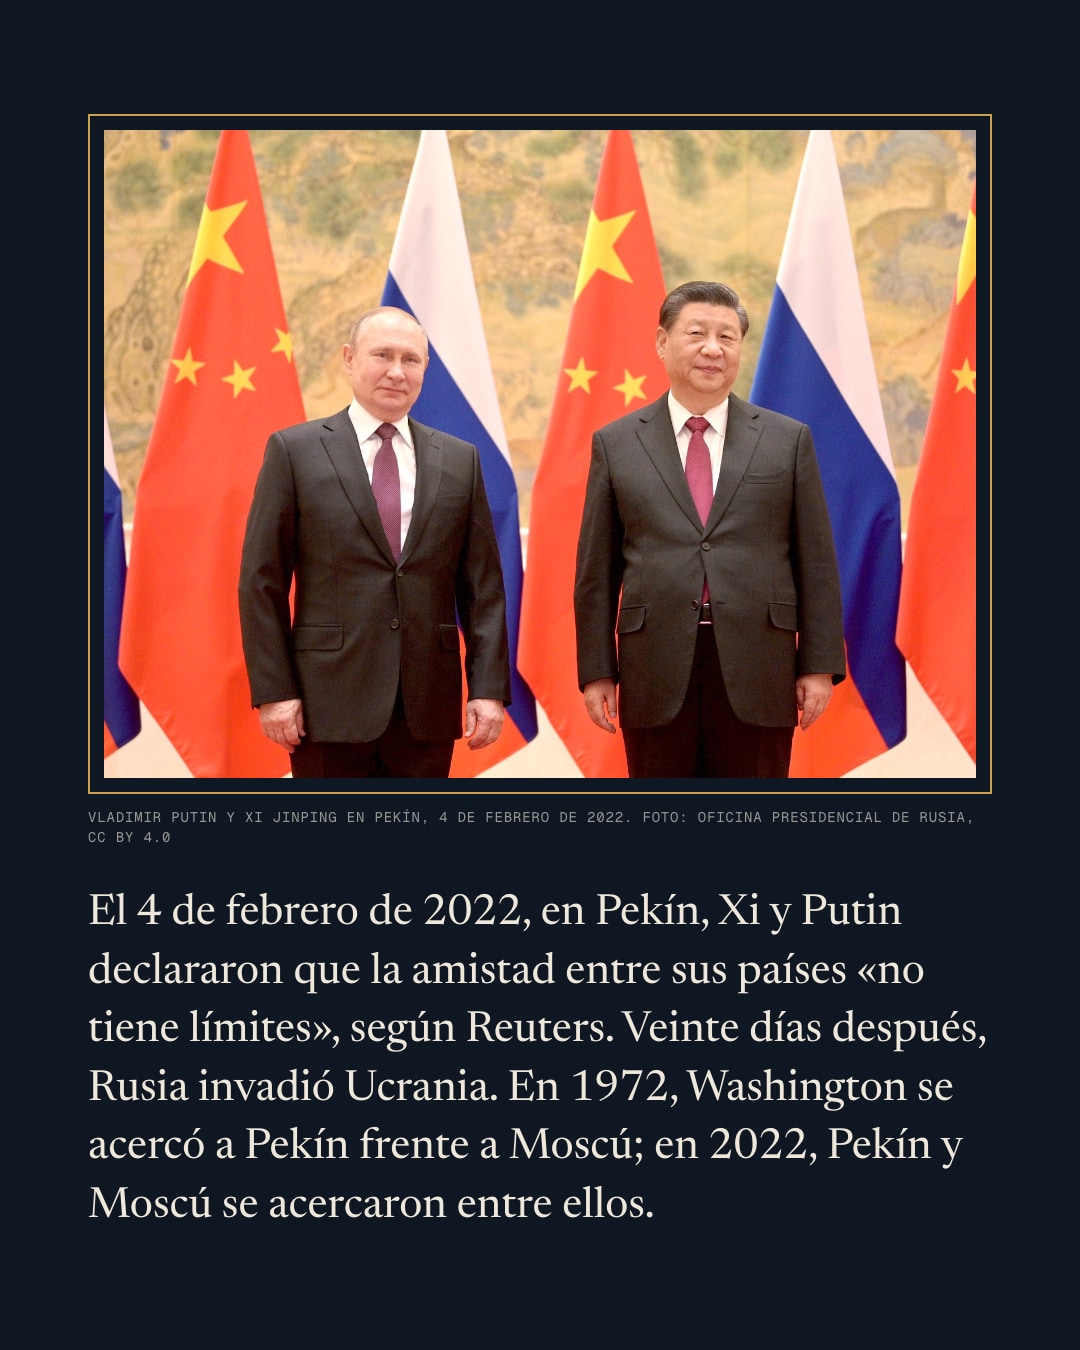 VLADIMIR PUTIN Y XI JINPING EN PEKÍN, 4 DE FEBRERO DE 2022. FOTO: OFICINA PRESIDENCIAL DE RUSIA,
CC BY 4.0
El 4 de febrero de 2022, en Pekín, Xi y Putin
declararon que la amistad entre sus países «no
tiene límites», según Reuters. Veinte días después,
Rusia invadió Ucrania. En 1972, Washington se
acercó a Pekín frente a Moscú; en 2022, Pekín y
Moscú se acercaron entre ellos.